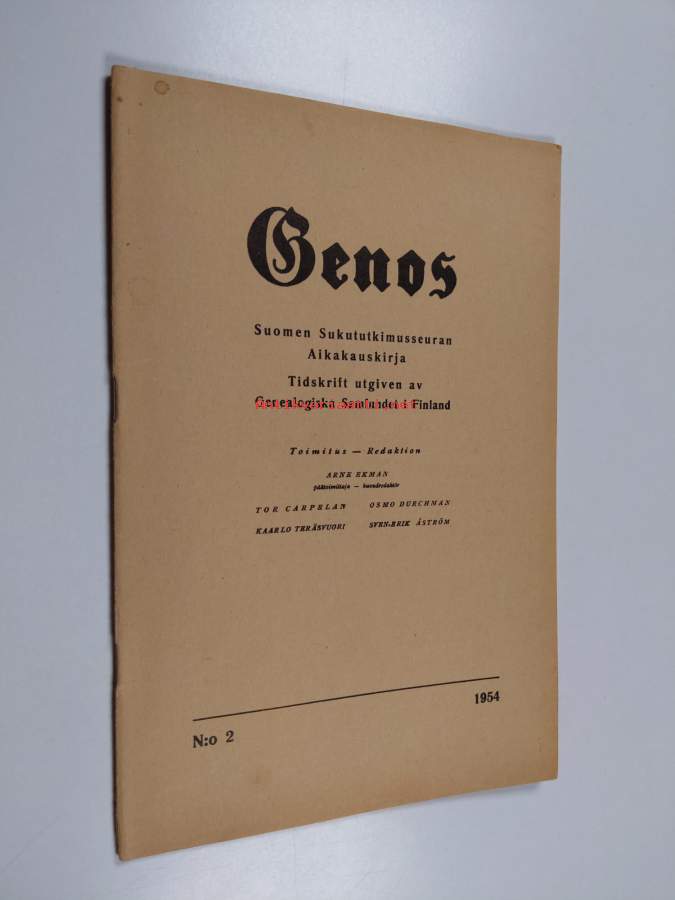 Genos
Suomen Sukututkimusseuran
Aikakauskirja
Tidskrift utgiven av
Genealogiska Samfundet i Finland
Toimitus — Redaktion
ARNE EKMAN
päätoimittaja — huvudredaktör
TOR CARPELAN OSMO DURCHMAN
KAARLO TERÄSVUORI SVEN-ERIK ÅSTRÖM
N:o 2 1954